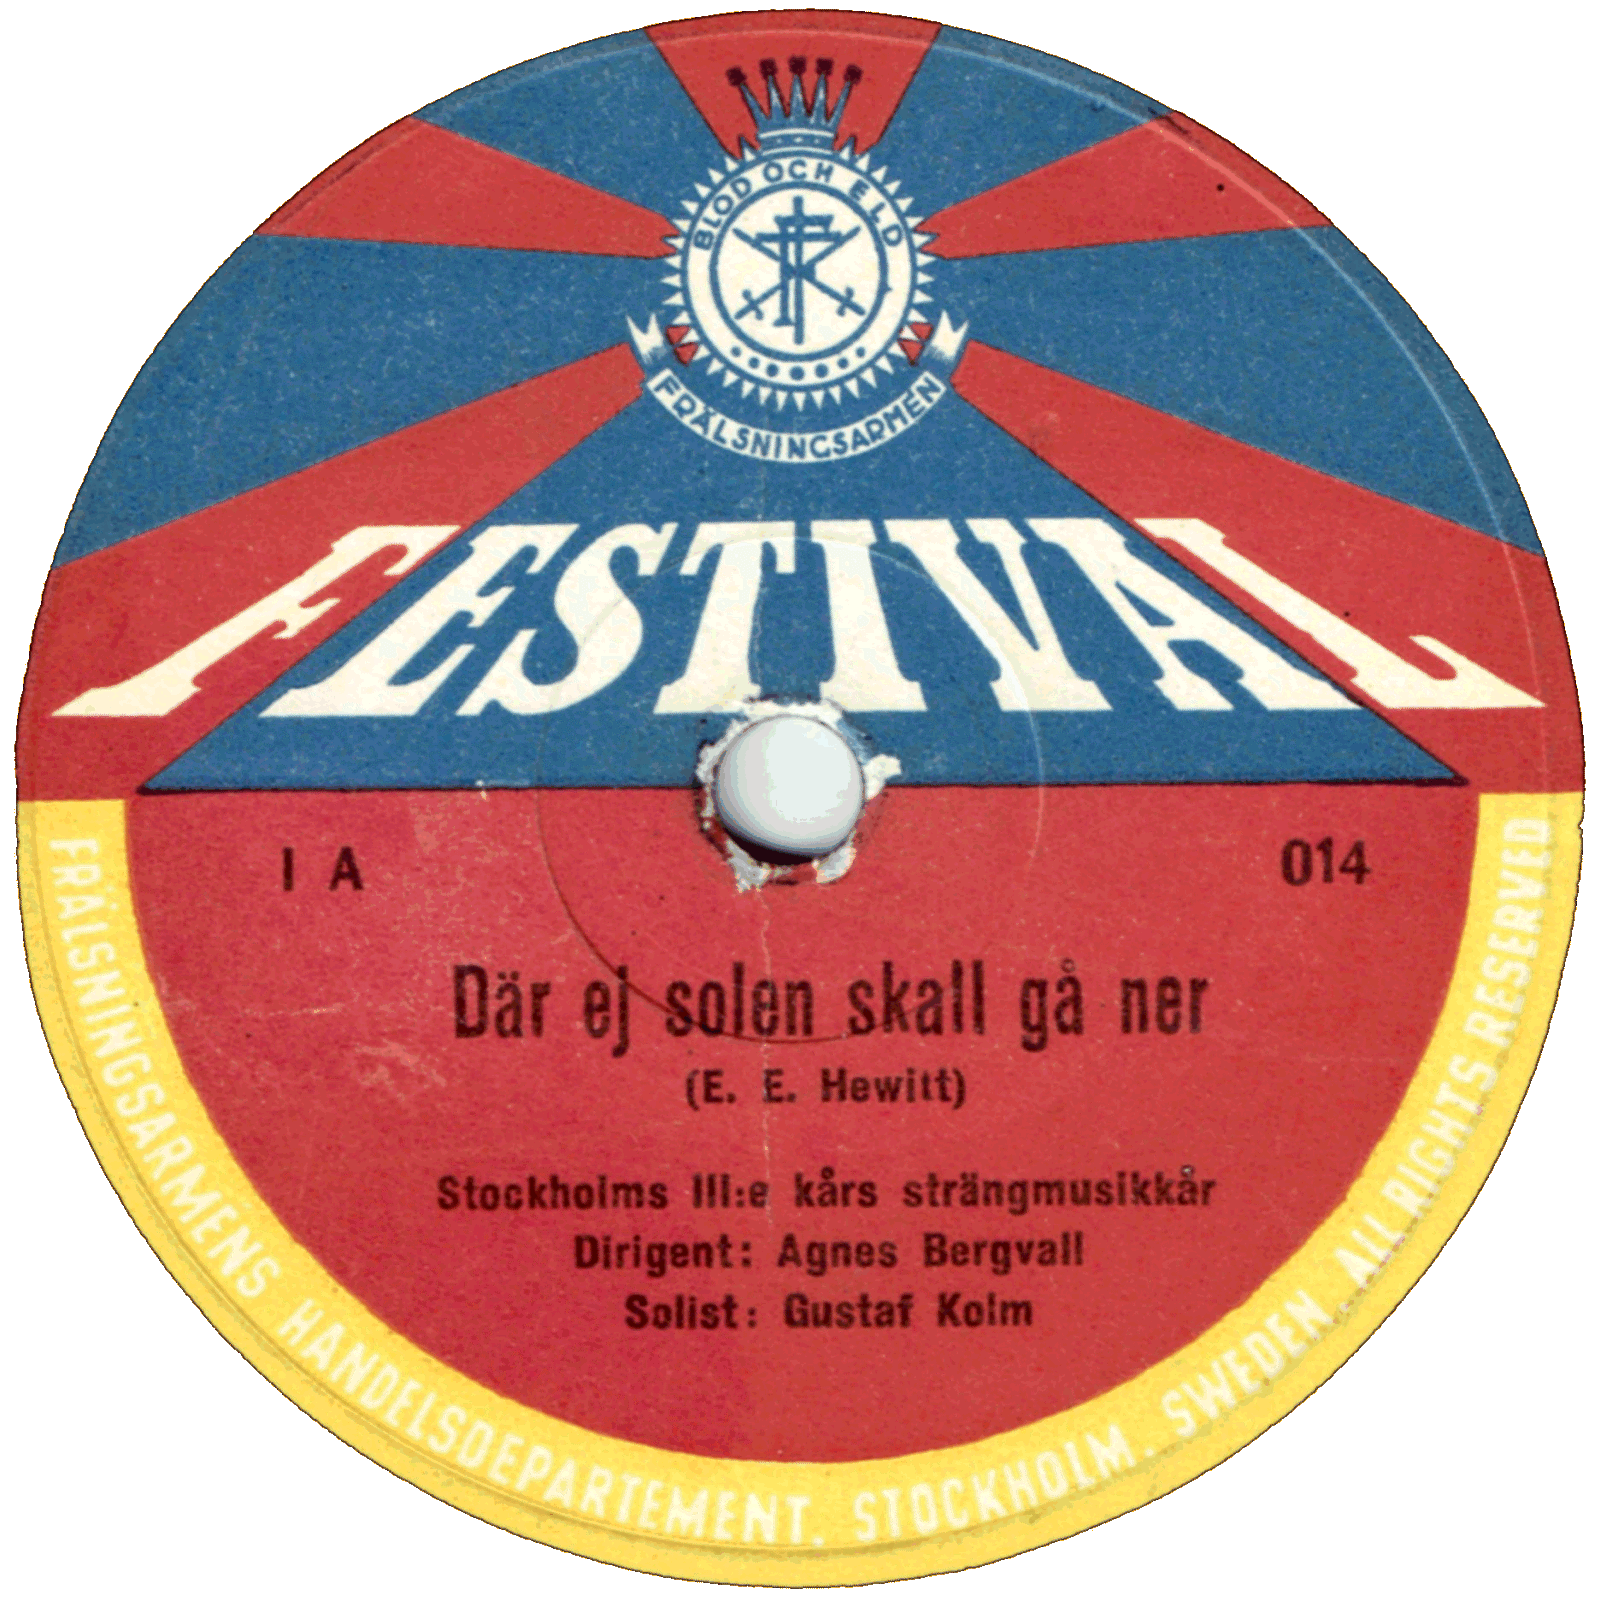 BLOD OCH ELD
FRÄLSNINGSARMÉN
FESTIVAL
I A
014
Där ej solen skall gå ner
(E. E. Hewitt)
Stockholms III:e kårs strängmusikkår
Dirigent: Agnes Bergvall
Solist: Gustaf Kolm
FRÄLSNINGSARMENS HANDELSDEPARTEMENT. STOCKHOLM. SWEDEN. ALL RIGHTS RESERVED